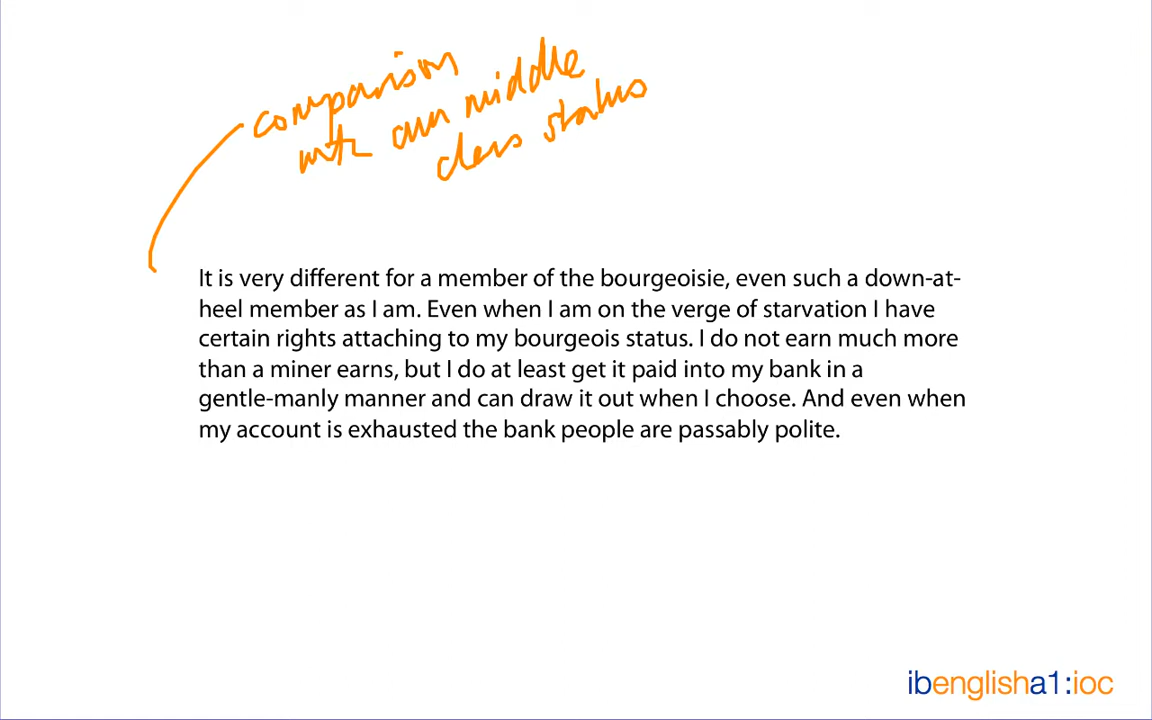 comparison
with own middle
class status
It is very different for a member of the bourgeoisie, even such a down-at-
heel member as I am. Even when I am on the verge of starvation I have
certain rights attaching to my bourgeois status. I do not earn much more
than a miner earns, but I do at least get it paid into my bank in a
gentle-manly manner and can draw it out when I choose. And even when
my account is exhausted the bank people are passably polite.
ibenglisha1:ioc